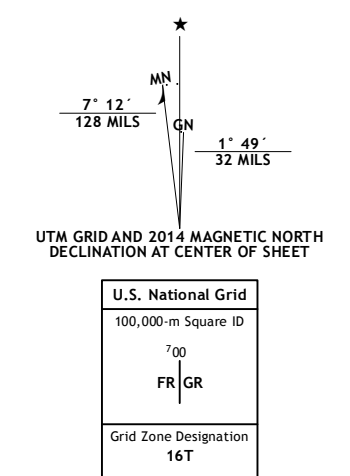 ★
MN
7° 12´
128 MILS
GN
1° 49´
32 MILS
UTM GRID AND 2014 MAGNETIC NORTH
DECLINATION AT CENTER OF SHEET
U.S. National Grid
100,000-m Square ID
⁷00
FR GR
Grid Zone Designation
16T